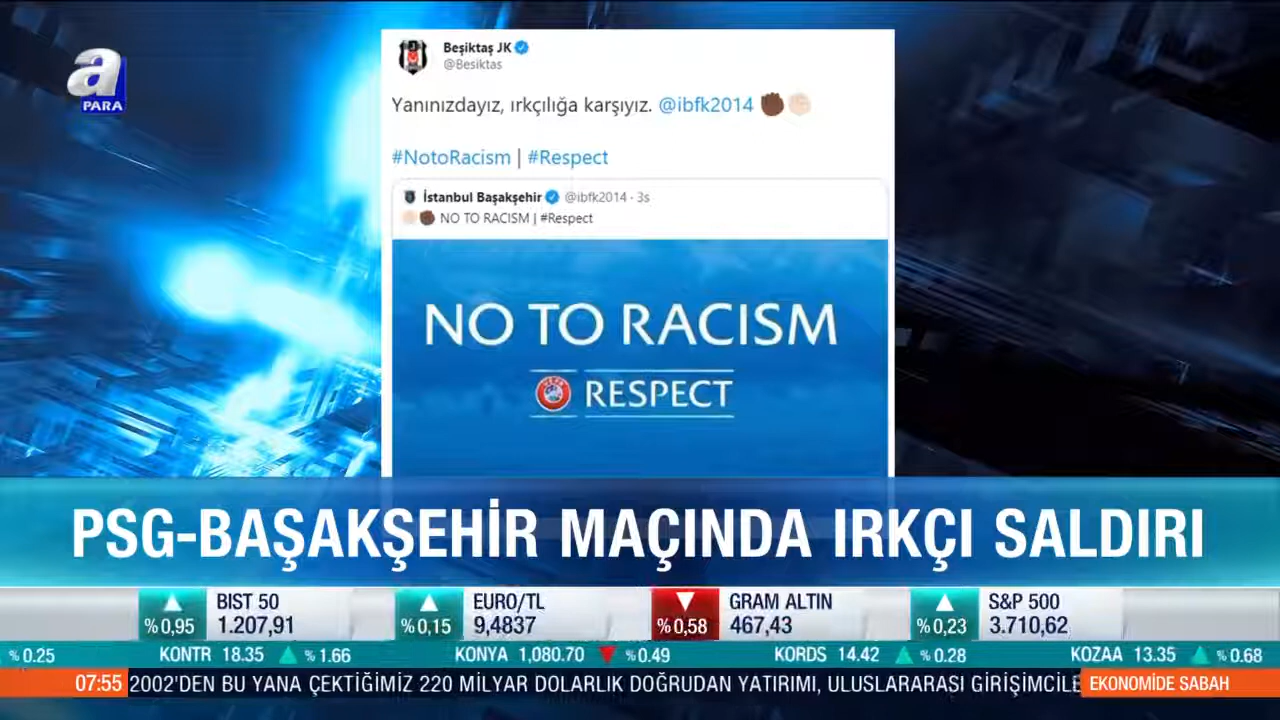 a
PARA
Beşiktaş JK
@Besiktas
Yanınızdayız, ırkçılığa karşıyız. @ibfk2014 ✊🏿✊🏻
#NotoRacism | #Respect
İstanbul Başakşehir @ibfk2014 · 3s
✊🏻✊🏿 NO TO RACISM | #Respect
NO TO RACISM
UEFA RESPECT
PSG-BAŞAKŞEHİR MAÇINDA IRKÇI SALDIRI
%0,95 BIST 50 1.207,91
%0,15 EURO/TL 9,4837
%0,58 GRAM ALTIN 467,43
%0,23 S&P 500 3.710,62
%0.25 KONTR 18.35 %1.66 KONYA 1,080.70 %0.49 KORDS 14.42 %0.28 KOZAA 13.35 %0.68
07:55 2002'DEN BU YANA ÇEKTİĞİMİZ 220 MİLYAR DOLARLIK DOĞRUDAN YATIRIMI, ULUSLARARASI GİRİŞİMCİLE EKONOMİDE SABAH